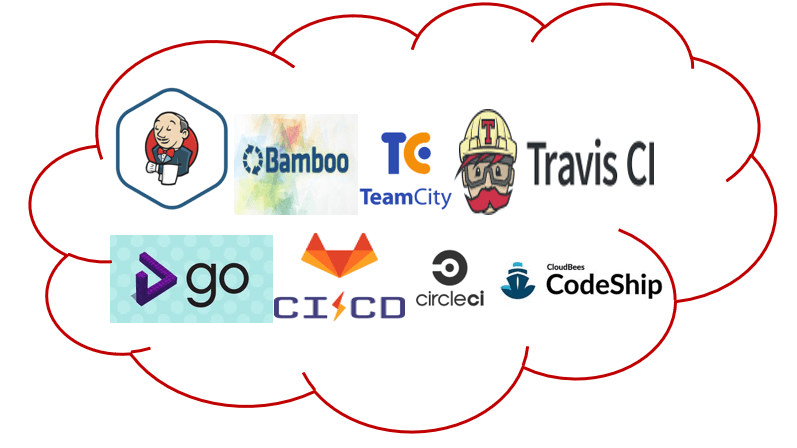 Bamboo
TC
TeamCity
T
Travis CI
go
CI CD
circleci
CloudBees
CodeShip